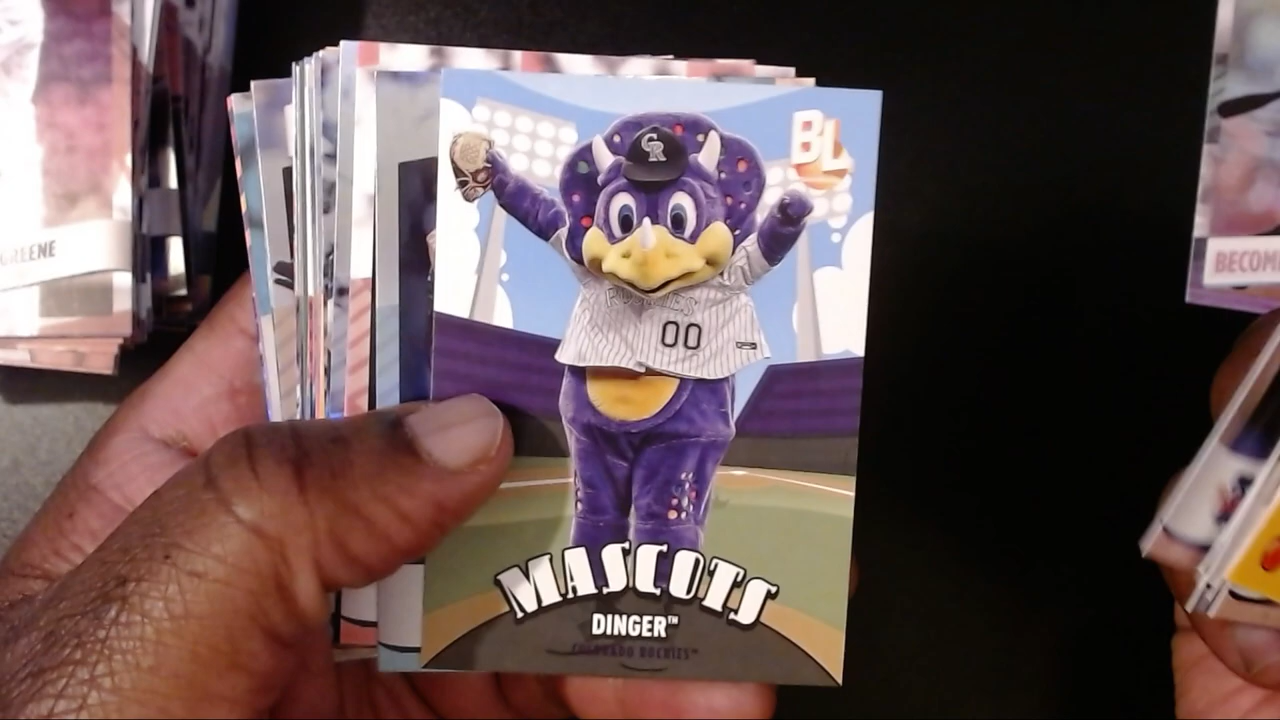 GREENE
CR
BL
ROCKIES
00
BECOM
MASCOTS
DINGER™
COLORADO ROCKIES™